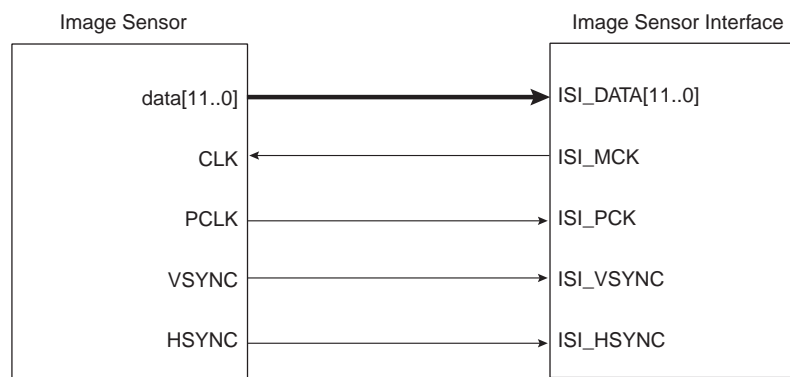 Image Sensor
Image Sensor Interface
data[11..0]
ISI_DATA[11..0]
CLK
ISI_MCK
PCLK
ISI_PCK
VSYNC
ISI_VSYNC
HSYNC
ISI_HSYNC